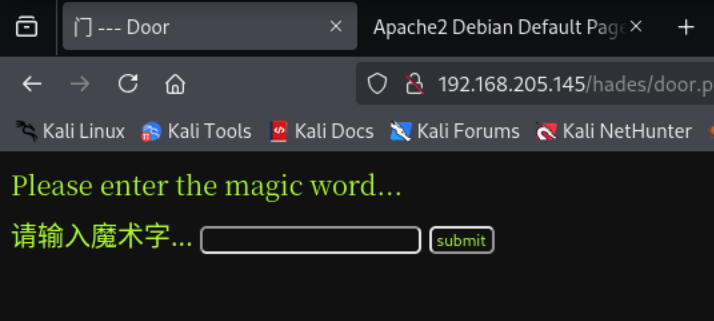 门 --- Door
Apache2 Debian Default Page
192.168.205.145/hades/door.p
Kali Linux Kali Tools Kali Docs Kali Forums Kali NetHunter
Please enter the magic word...
请输入魔术字... submit